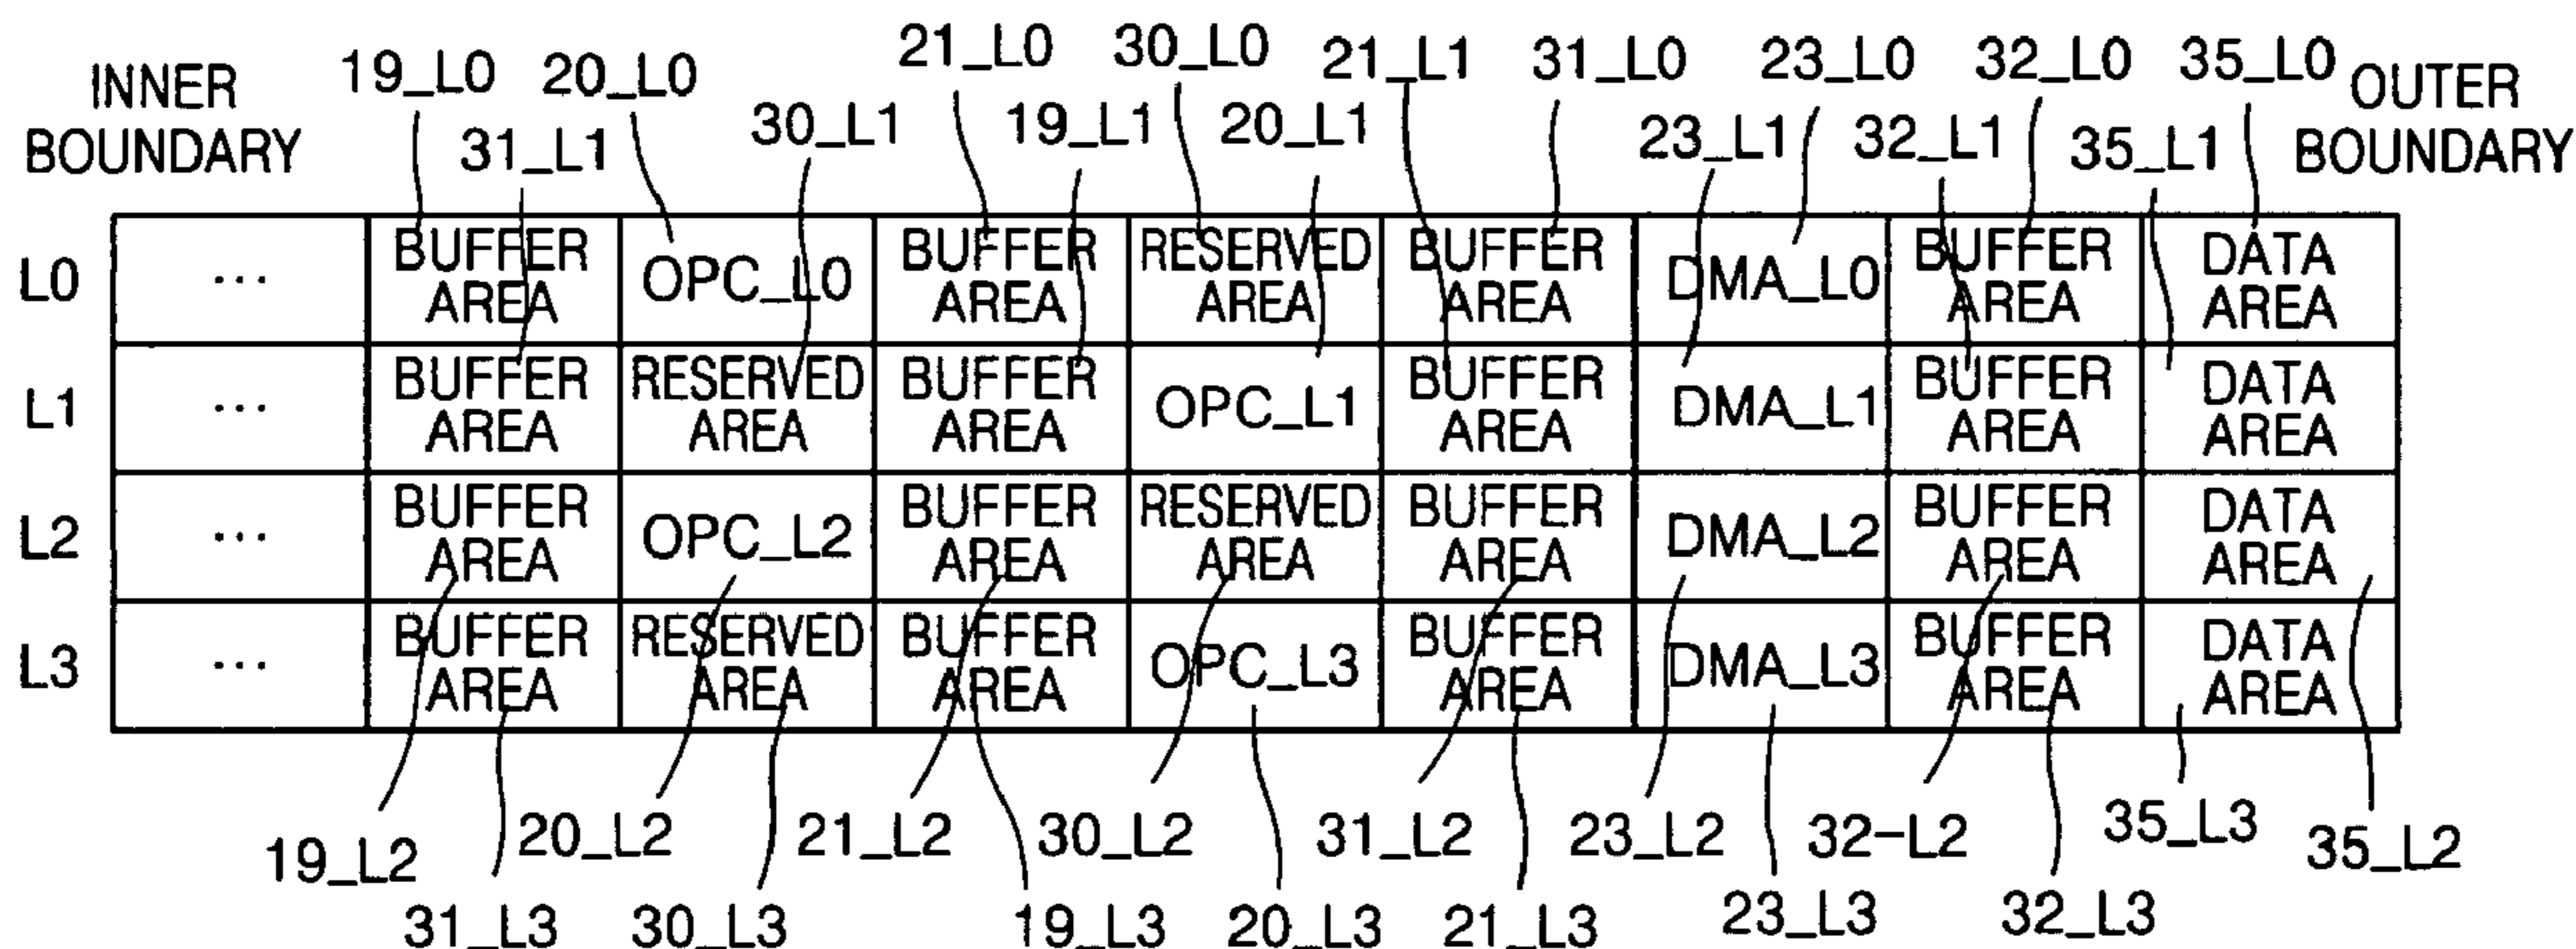 21_L0 30_L0 21_L1 31_L0 23_L0 32_L0 35_L0
INNER BOUNDARY 19_L0 20_L0 OUTER BOUNDARY
31_L1 30_L1 19_L1 20_L1 23_L1 32_L1 35_L1
L0 ... BUFFER AREA OPC_L0 BUFFER AREA RESERVED AREA BUFFER AREA DMA_L0 BUFFER AREA DATA AREA
L1 ... BUFFER AREA RESERVED AREA BUFFER AREA OPC_L1 BUFFER AREA DMA_L1 BUFFER AREA DATA AREA
L2 ... BUFFER AREA OPC_L2 BUFFER AREA RESERVED AREA BUFFER AREA DMA_L2 BUFFER AREA DATA AREA
L3 ... BUFFER AREA RESERVED AREA BUFFER AREA OPC_L3 BUFFER AREA DMA_L3 BUFFER AREA DATA AREA
19_L2 20_L2 21_L2 30_L2 31_L2 23_L2 32-L2 35_L3 35_L2
31_L3 30_L3 19_L3 20_L3 21_L3 23_L3 32_L3